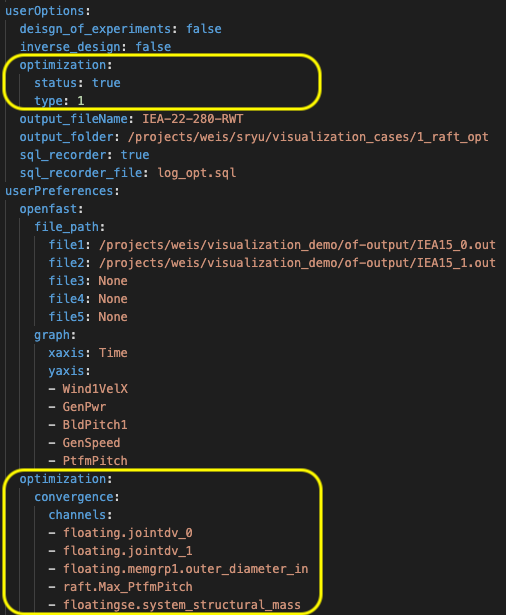 userOptions:
deisgn_of_experiments: false
inverse_design: false
optimization:
status: true
type: 1
output_fileName: IEA-22-280-RWT
output_folder: /projects/weis/sryu/visualization_cases/1_raft_opt
sql_recorder: true
sql_recorder_file: log_opt.sql
userPreferences:
openfast:
file_path:
file1: /projects/weis/visualization_demo/of-output/IEA15_0.out
file2: /projects/weis/visualization_demo/of-output/IEA15_1.out
file3: None
file4: None
file5: None
graph:
xaxis: Time
yaxis:
- Wind1VelX
- GenPwr
- BldPitch1
- GenSpeed
- PtfmPitch
optimization:
convergence:
channels:
- floating.jointdv_0
- floating.jointdv_1
- floating.memgrp1.outer_diameter_in
- raft.Max_PtfmPitch
- floatingse.system_structural_mass